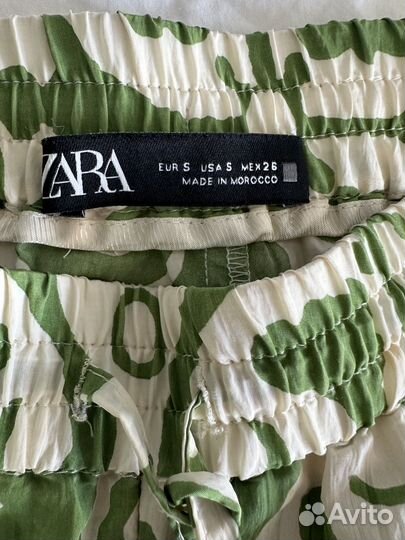 ZARA
EUR S USA S MEX 26
MADE IN MOROCCO
Avito